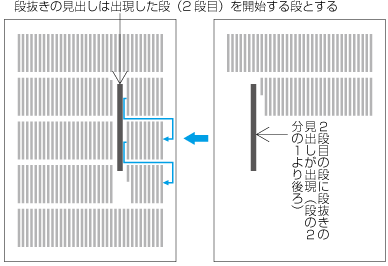 段抜きの見出しは出現した段（２段目）を開始する段とする
２段目の段に段抜きの
見出しが出現（段の２
分の１より後ろ）